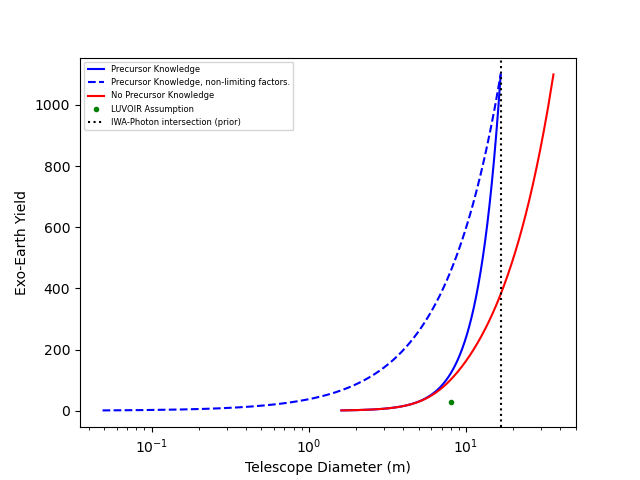 Precursor Knowledge
Precursor Knowledge, non-limiting factors.
No Precursor Knowledge
LUVOIR Assumption
IWA-Photon intersection (prior)
1000
800
600
400
200
0
Exo-Earth Yield
10⁻¹ 10⁰ 10¹
Telescope Diameter (m)